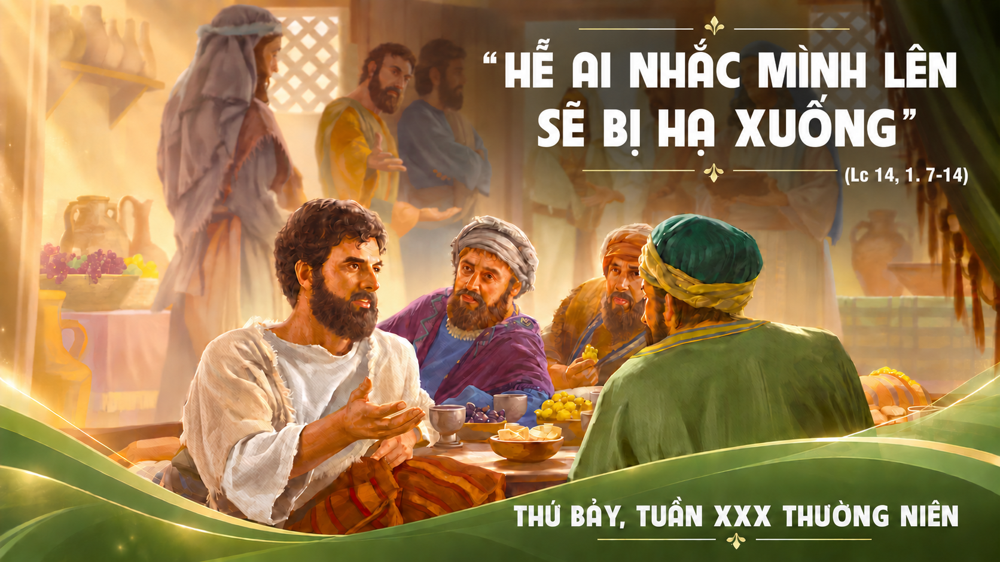 “HỄ AI NHẮC MÌNH LÊN
SẼ BỊ HẠ XUỐNG”
(Lc 14, 1. 7-14)
THỨ BẢY, TUẦN XXX THƯỜNG NIÊN